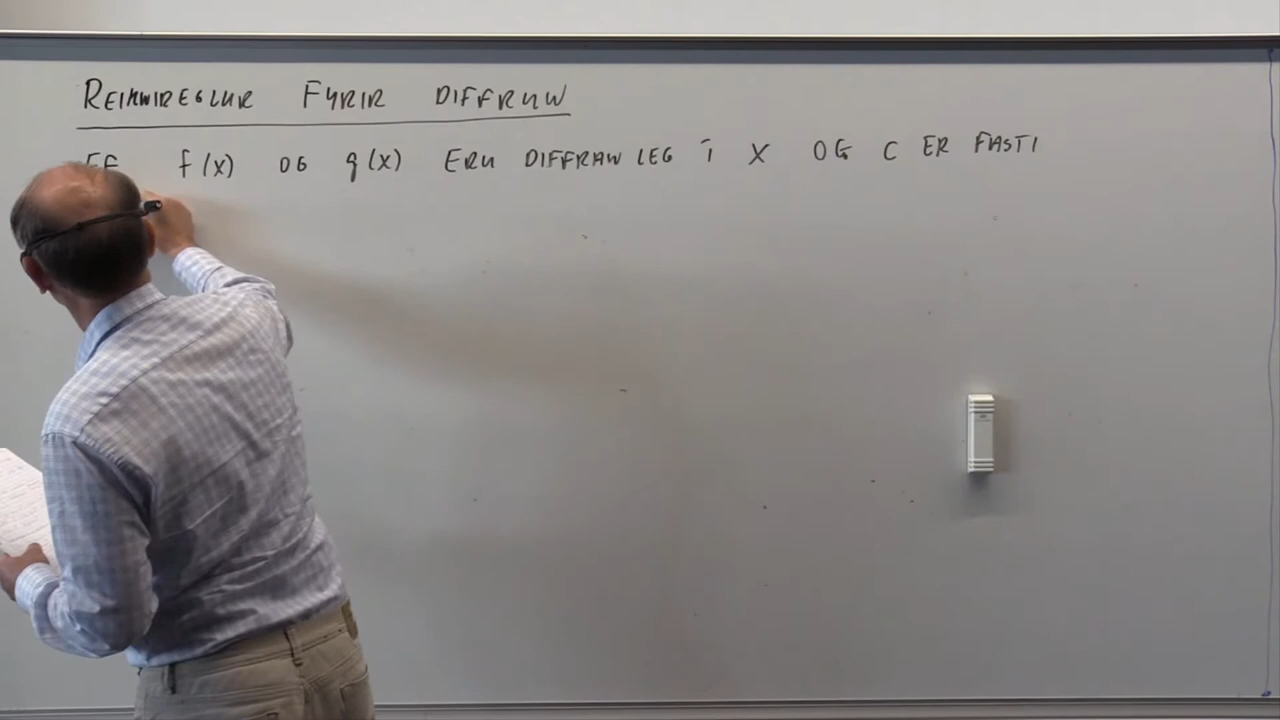 REIKNIREGLUR FYRIR DIFFRUN
EF f(x) OG g(x) ERU DIFFRANLEG Í X OG C ER FASTI